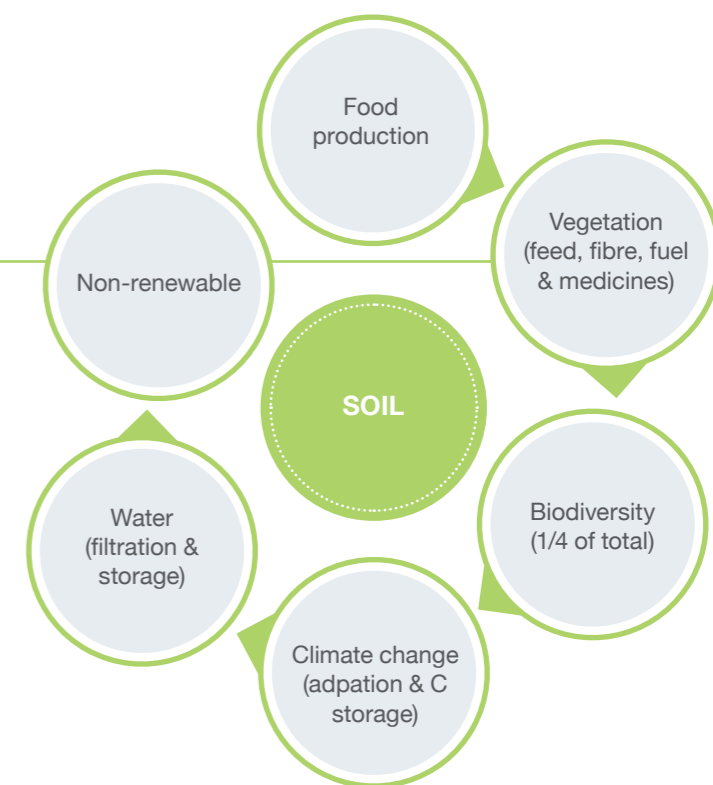 Food
production
Vegetation
(feed, fibre, fuel
& medicines)
Non-renewable
SOIL
Biodiversity
(1/4 of total)
Water
(filtration &
storage)
Climate change
(adpation & C
storage)